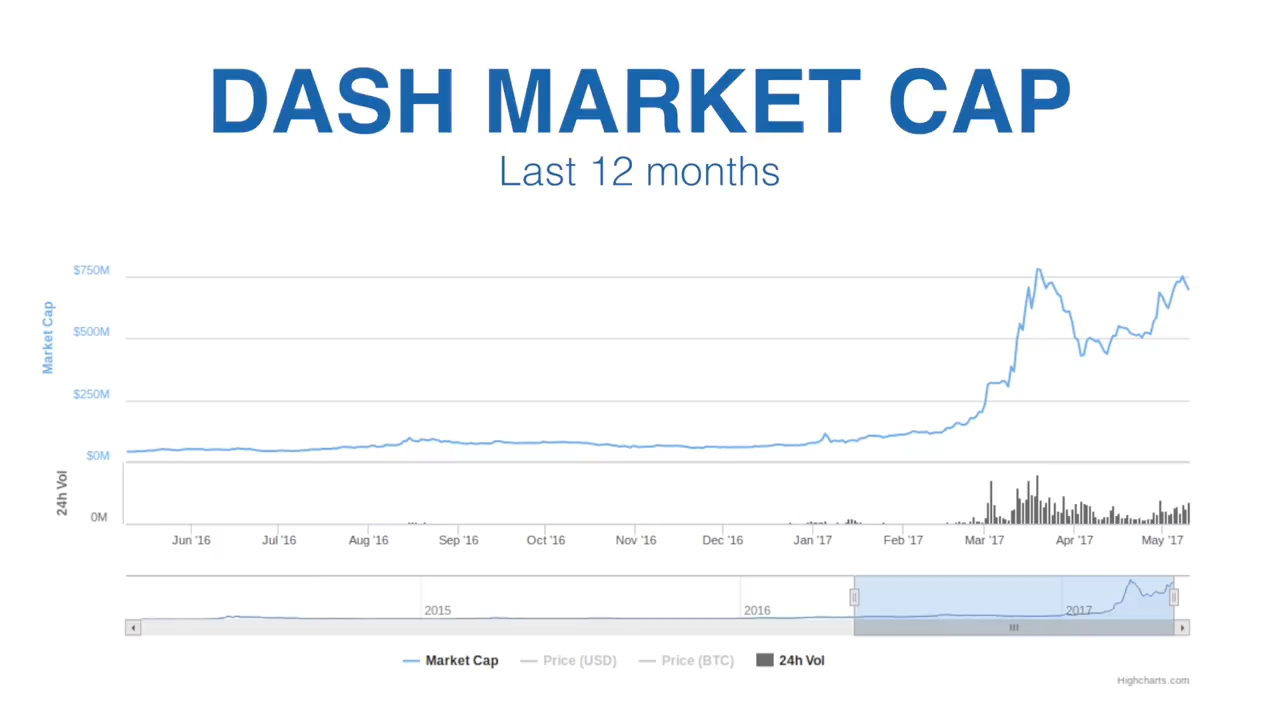 DASH MARKET CAP
Last 12 months
$750M
$500M
$250M
$0M
Market Cap
24h Vol
0M
Jun '16 Jul '16 Aug '16 Sep '16 Oct '16 Nov '16 Dec '16 Jan '17 Feb '17 Mar '17 Apr '17 May '17
2015 2016 2017
Market Cap Price (USD) Price (BTC) 24h Vol
Highcharts.com